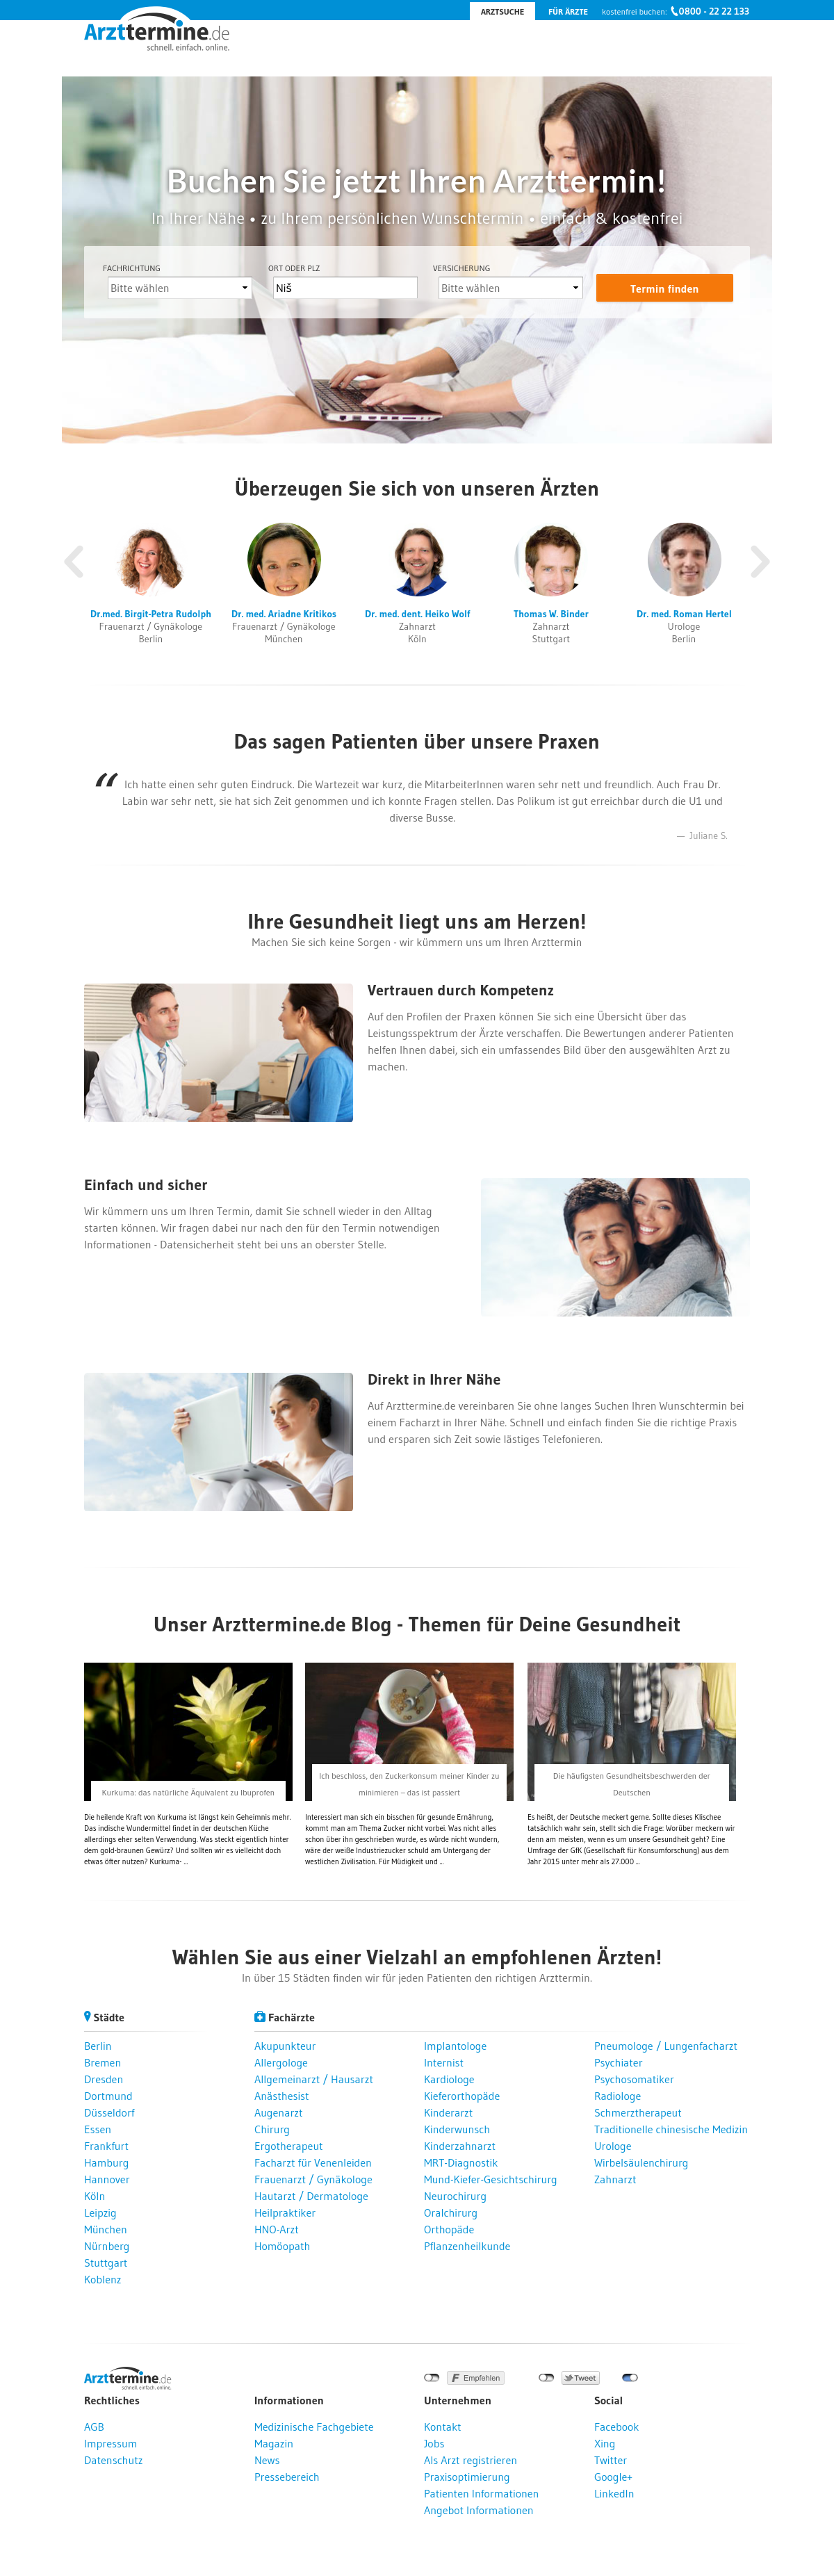 ARZTSUCHE FÜR ÄRZTE kostenfrei buchen: 0800 - 22 22 133
Arzttermine.de
schnell. einfach. online.
Buchen Sie jetzt Ihren Arzttermin!
In Ihrer Nähe • zu Ihrem persönlichen Wunschtermin • einfach & kostenfrei
FACHRICHTUNG ORT ODER PLZ VERSICHERUNG
Bitte wählen Niš Bitte wählen Termin finden
Überzeugen Sie sich von unseren Ärzten
Dr.med. Birgit-Petra Rudolph Dr. med. Ariadne Kritikos Dr. med. dent. Heiko Wolf Thomas W. Binder Dr. med. Roman Hertel
Frauenarzt / Gynäkologe Frauenarzt / Gynäkologe Zahnarzt Zahnarzt Urologe
Berlin München Köln Stuttgart Berlin
Das sagen Patienten über unsere Praxen
“ Ich hatte einen sehr guten Eindruck. Die Wartezeit war kurz, die MitarbeiterInnen waren sehr nett und freundlich. Auch Frau Dr.
Labin war sehr nett, sie hat sich Zeit genommen und ich konnte Fragen stellen. Das Polikum ist gut erreichbar durch die U1 und
diverse Busse.
— Juliane S.
Ihre Gesundheit liegt uns am Herzen!
Machen Sie sich keine Sorgen - wir kümmern uns um Ihren Arzttermin
Vertrauen durch Kompetenz
Auf den Profilen der Praxen können Sie sich eine Übersicht über das
Leistungsspektrum der Ärzte verschaffen. Die Bewertungen anderer Patienten
helfen Ihnen dabei, sich ein umfassendes Bild über den ausgewählten Arzt zu
machen.
Einfach und sicher
Wir kümmern uns um Ihren Termin, damit Sie schnell wieder in den Alltag
starten können. Wir fragen dabei nur nach den für den Termin notwendigen
Informationen - Datensicherheit steht bei uns an oberster Stelle.
Direkt in Ihrer Nähe
Auf Arzttermine.de vereinbaren Sie ohne langes Suchen Ihren Wunschtermin bei
einem Facharzt in Ihrer Nähe. Schnell und einfach finden Sie die richtige Praxis
und ersparen sich Zeit sowie lästiges Telefonieren.
Unser Arzttermine.de Blog - Themen für Deine Gesundheit
Kurkuma: das natürliche Äquivalent zu Ibuprofen
Die heilende Kraft von Kurkuma ist längst kein Geheimnis mehr.
Das indische Wundermittel findet in der deutschen Küche
allerdings eher selten Verwendung. Was steckt eigentlich hinter
dem gold-braunen Gewürz? Und sollten wir es vielleicht doch
etwas öfter nutzen? Kurkuma- ...
Ich beschloss, den Zuckerkonsum meiner Kinder zu
minimieren – das ist passiert
Interessiert man sich ein bisschen für gesunde Ernährung,
kommt man am Thema Zucker nicht vorbei. Was nicht alles
schon über ihn geschrieben wurde, es würde nicht wundern,
wäre der weiße Industriezucker schuld am Untergang der
westlichen Zivilisation. Für Müdigkeit und ...
Die häufigsten Gesundheitsbeschwerden der
Deutschen
Es heißt, der Deutsche meckert gerne. Sollte dieses Klischee
tatsächlich wahr sein, stellt sich die Frage: Worüber meckern wir
denn am meisten, wenn es um unsere Gesundheit geht? Eine
Umfrage der GfK (Gesellschaft für Konsumforschung) aus dem
Jahr 2015 unter mehr als 27.000 ...
Wählen Sie aus einer Vielzahl an empfohlenen Ärzten!
In über 15 Städten finden wir für jeden Patienten den richtigen Arzttermin.
Städte
Berlin
Bremen
Dresden
Dortmund
Düsseldorf
Essen
Frankfurt
Hamburg
Hannover
Köln
Leipzig
München
Nürnberg
Stuttgart
Koblenz
Fachärzte
Akupunkteur
Allergologe
Allgemeinarzt / Hausarzt
Anästhesist
Augenarzt
Chirurg
Ergotherapeut
Facharzt für Venenleiden
Frauenarzt / Gynäkologe
Hautarzt / Dermatologe
Heilpraktiker
HNO-Arzt
Homöopath
Implantologe
Internist
Kardiologe
Kieferorthopäde
Kinderarzt
Kinderwunsch
Kinderzahnarzt
MRT-Diagnostik
Mund-Kiefer-Gesichtschirurg
Neurochirurg
Oralchirurg
Orthopäde
Pflanzenheilkunde
Pneumologe / Lungenfacharzt
Psychiater
Psychosomatiker
Radiologe
Schmerztherapeut
Traditionelle chinesische Medizin
Urologe
Wirbelsäulenchirurg
Zahnarzt
Arzttermine.de
schnell. einfach. online.
Empfehlen Tweet
Rechtliches
AGB
Impressum
Datenschutz
Informationen
Medizinische Fachgebiete
Magazin
News
Pressebereich
Unternehmen
Kontakt
Jobs
Als Arzt registrieren
Praxisoptimierung
Patienten Informationen
Angebot Informationen
Social
Facebook
Xing
Twitter
Google+
LinkedIn